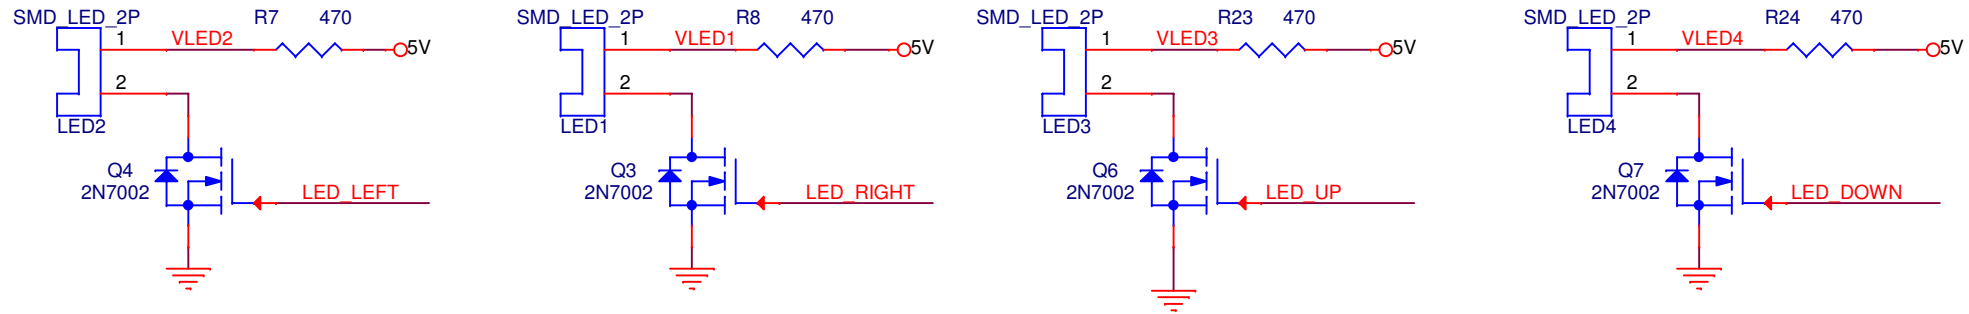 SMD_LED_2P R7 470
1 VLED2 5V
2
LED2
Q4
2N7002
LED_LEFT
SMD_LED_2P R8 470
1 VLED1 5V
2
LED1
Q3
2N7002
LED_RIGHT
SMD_LED_2P R23 470
1 VLED3 5V
2
LED3
Q6
2N7002
LED_UP
SMD_LED_2P R24 470
1 VLED4 5V
2
LED4
Q7
2N7002
LED_DOWN